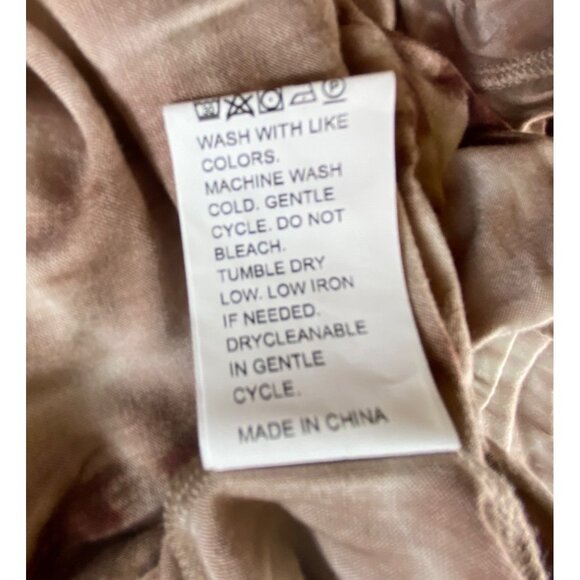 WASH WITH LIKE
COLORS.
MACHINE WASH
COLD. GENTLE
CYCLE. DO NOT
BLEACH.
TUMBLE DRY
LOW. LOW IRON
IF NEEDED.
DRYCLEANABLE
IN GENTLE
CYCLE.
MADE IN CHINA